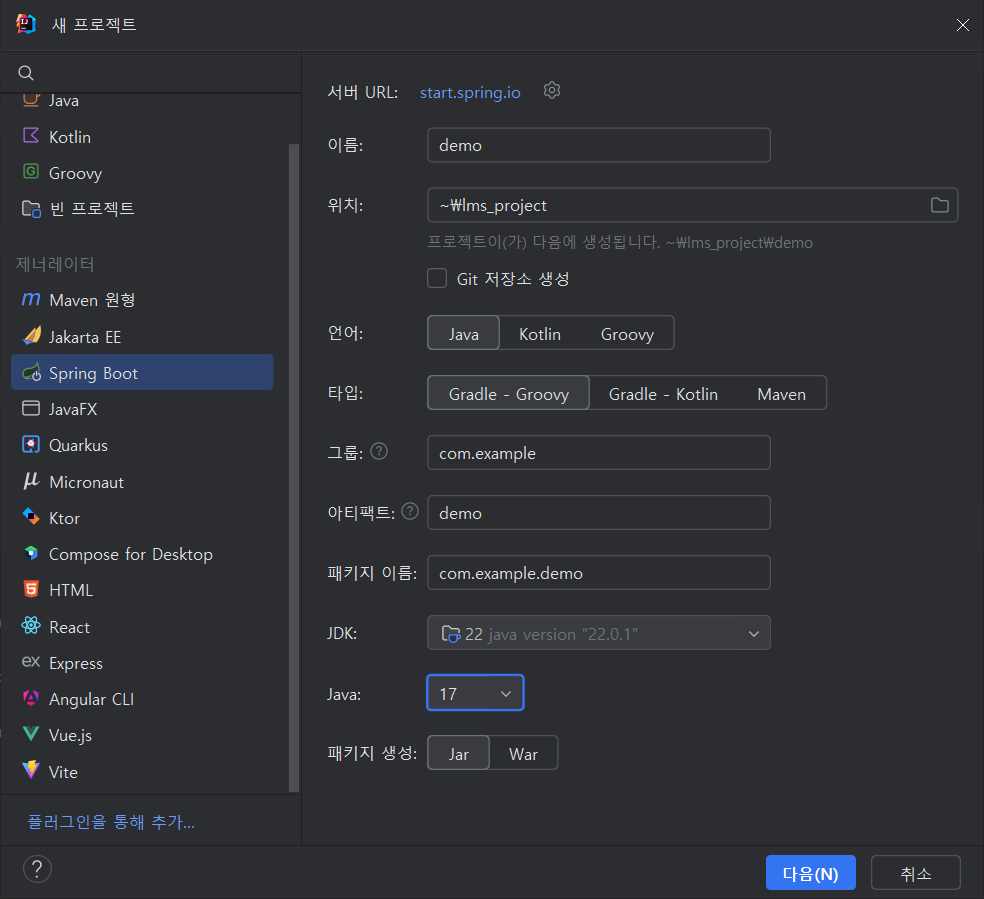 새 프로젝트
Java
Kotlin
Groovy
빈 프로젝트
제너레이터
Maven 원형
Jakarta EE
Spring Boot
JavaFX
Quarkus
Micronaut
Ktor
Compose for Desktop
HTML
React
Express
Angular CLI
Vue.js
Vite
플러그인을 통해 추가...
서버 URL: start.spring.io
이름: demo
위치: ~₩lms_project
프로젝트이(가) 다음에 생성됩니다. ~₩lms_project₩demo
Git 저장소 생성
언어: Java Kotlin Groovy
타입: Gradle - Groovy Gradle - Kotlin Maven
그룹: com.example
아티팩트: demo
패키지 이름: com.example.demo
JDK: 22 java version "22.0.1"
Java: 17
패키지 생성: Jar War
다음(N) 취소